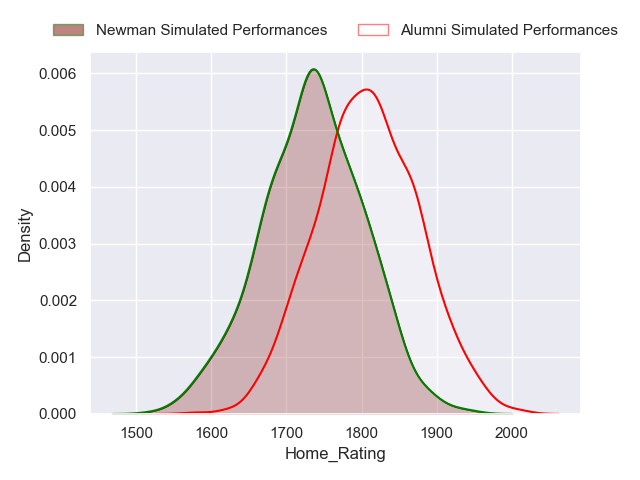 Newman Simulated Performances Alumni Simulated Performances
0.006
0.005
0.004
0.003
0.002
0.001
0.000
Density
1500 1600 1700 1800 1900 2000
Home_Rating